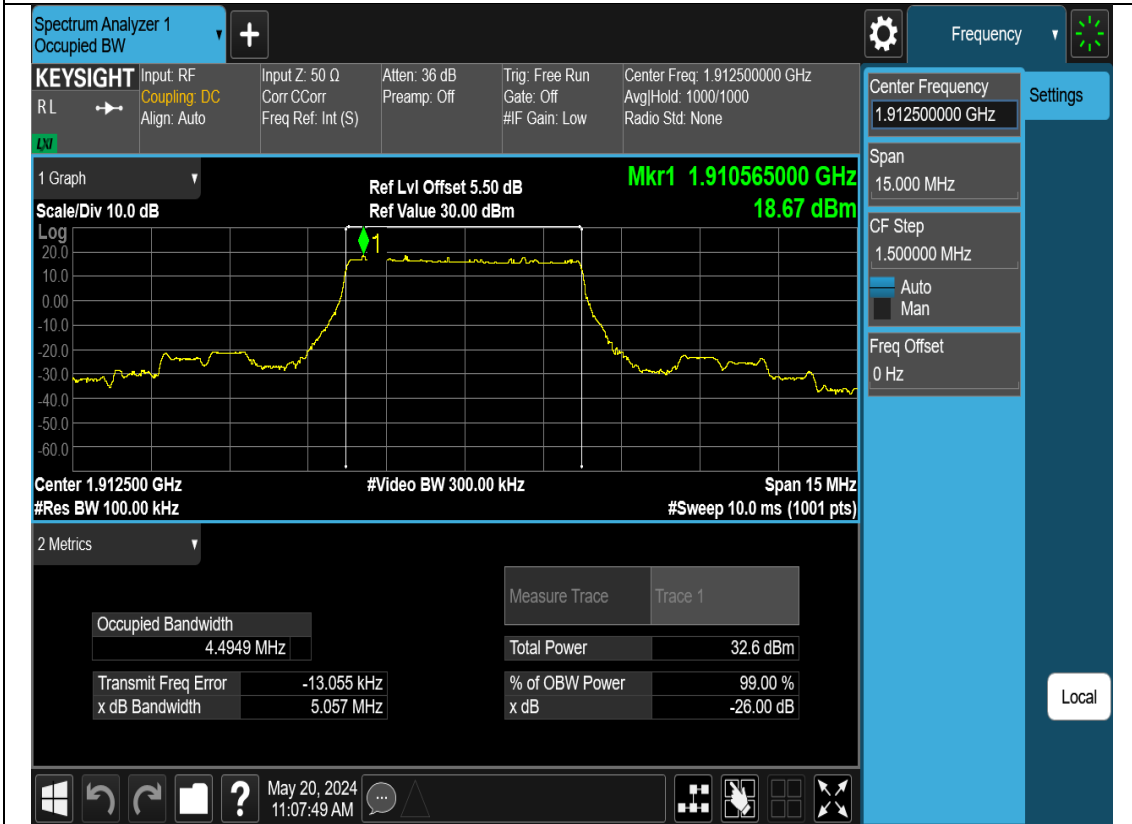 Spectrum Analyzer 1
Occupied BW
+
Frequency
KEYSIGHT
RL
LXI
Input: RF
Coupling: DC
Align: Auto
Input Z: 50 Ω
Corr CCorr
Freq Ref: Int (S)
Atten: 36 dB
Preamp: Off
Trig: Free Run
Gate: Off
#IF Gain: Low
Center Freq: 1.912500000 GHz
Avg|Hold: 1000/1000
Radio Std: None
Center Frequency
1.912500000 GHz
Settings
Span
15.000 MHz
CF Step
1.500000 MHz
Auto
Man
Freq Offset
0 Hz
Local
1 Graph
Scale/Div 10.0 dB
Ref Lvl Offset 5.50 dB
Ref Value 30.00 dBm
Mkr1 1.910565000 GHz
18.67 dBm
Log
1
20.0
10.0
0.00
-10.0
-20.0
-30.0
-40.0
-50.0
-60.0
Center 1.912500 GHz
#Res BW 100.00 kHz
#Video BW 300.00 kHz
Span 15 MHz
#Sweep 10.0 ms (1001 pts)
2 Metrics
Measure Trace Trace 1
Occupied Bandwidth
4.4949 MHz
Total Power 32.6 dBm
Transmit Freq Error -13.055 kHz
% of OBW Power 99.00 %
x dB Bandwidth 5.057 MHz
x dB -26.00 dB
?
May 20, 2024
11:07:49 AM